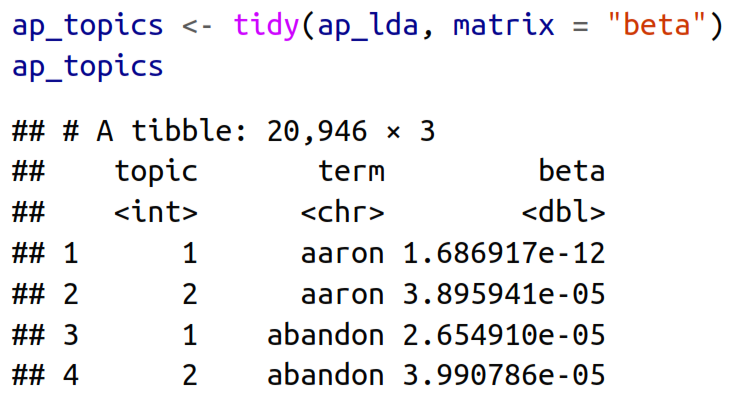 ap_topics <- tidy(ap_lda, matrix = "beta")
ap_topics
## # A tibble: 20,946 × 3
##    topic       term         beta
##    <int>      <chr>        <dbl>
## 1      1      aaron 1.686917e-12
## 2      2      aaron 3.895941e-05
## 3      1    abandon 2.654910e-05
## 4      2    abandon 3.990786e-05